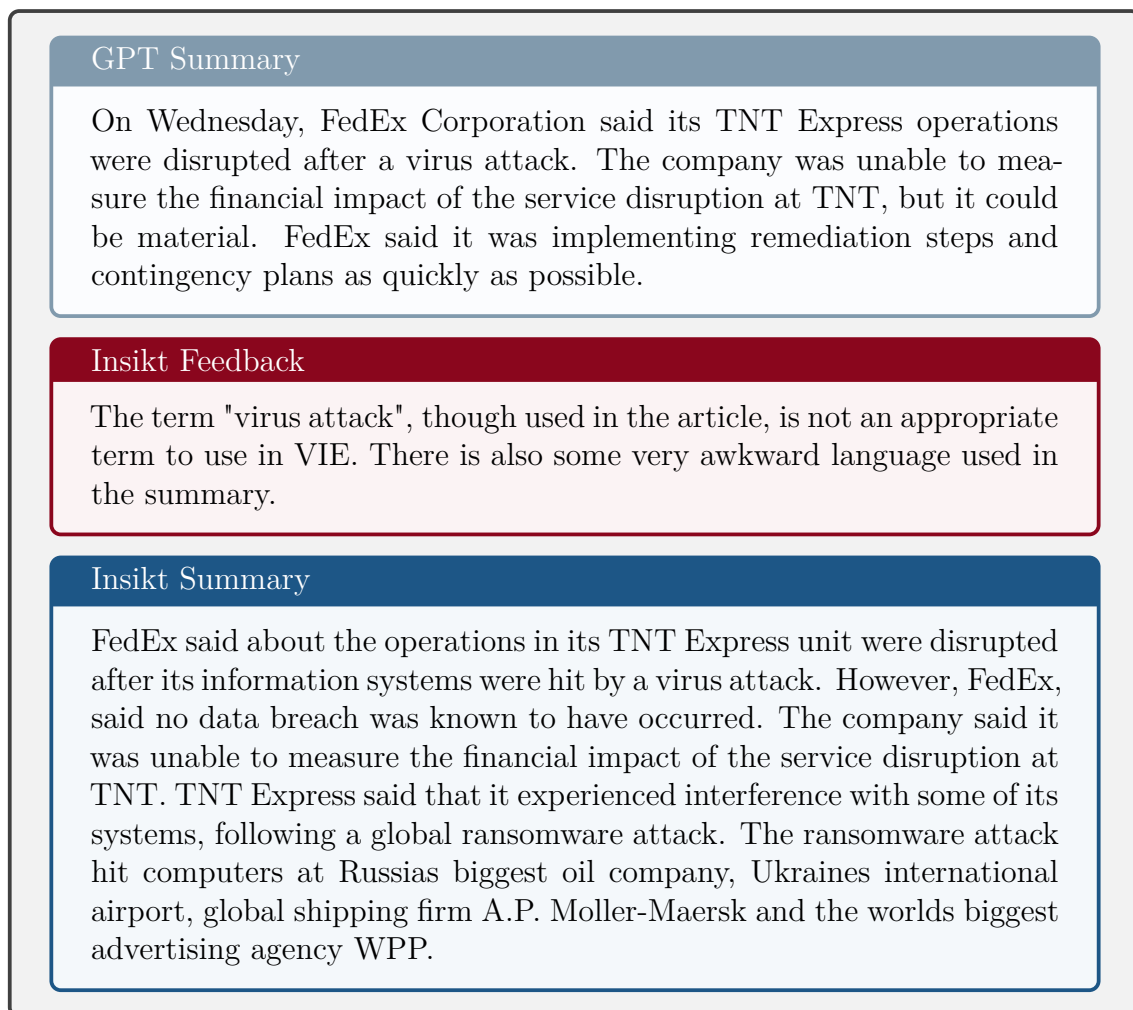 GPT Summary
On Wednesday, FedEx Corporation said its TNT Express operations
were disrupted after a virus attack. The company was unable to mea-
sure the financial impact of the service disruption at TNT, but it could
be material. FedEx said it was implementing remediation steps and
contingency plans as quickly as possible.
Insikt Feedback
The term "virus attack", though used in the article, is not an appropriate
term to use in VIE. There is also some very awkward language used in
the summary.
Insikt Summary
FedEx said about the operations in its TNT Express unit were disrupted
after its information systems were hit by a virus attack. However, FedEx,
said no data breach was known to have occurred. The company said it
was unable to measure the financial impact of the service disruption at
TNT. TNT Express said that it experienced interference with some of its
systems, following a global ransomware attack. The ransomware attack
hit computers at Russias biggest oil company, Ukraines international
airport, global shipping firm A.P. Moller-Maersk and the worlds biggest
advertising agency WPP.